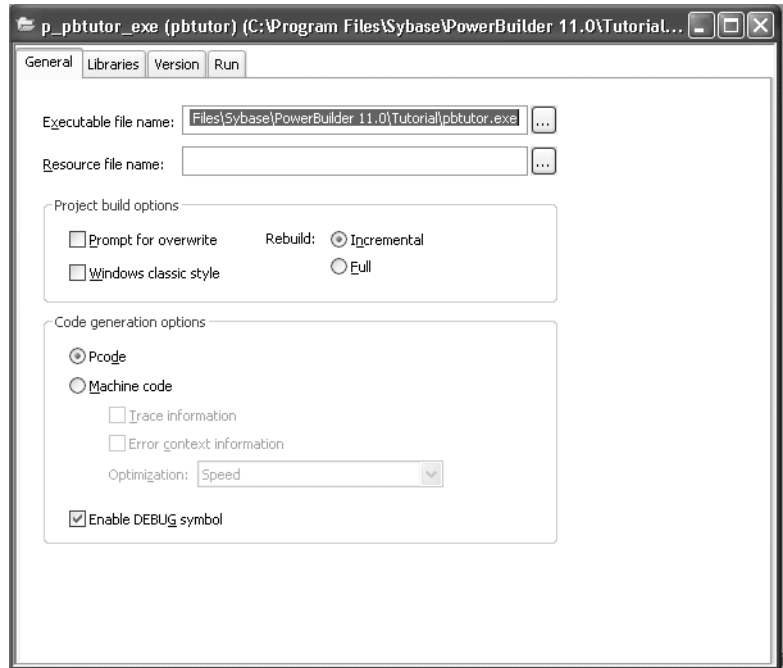 p_pbtutor_exe (pbtutor) (C:\Program Files\Sybase\PowerBuilder 11.0\Tutorial...
General Libraries Version Run
Executable file name: Files\Sybase\PowerBuilder 11.0\Tutorial\pbtutor.exe ...
Resource file name: ...
Project build options
Prompt for overwrite Rebuild: Incremental
Windows classic style Full
Code generation options
Pcode
Machine code
Trace information
Error context information
Optimization: Speed
Enable DEBUG symbol